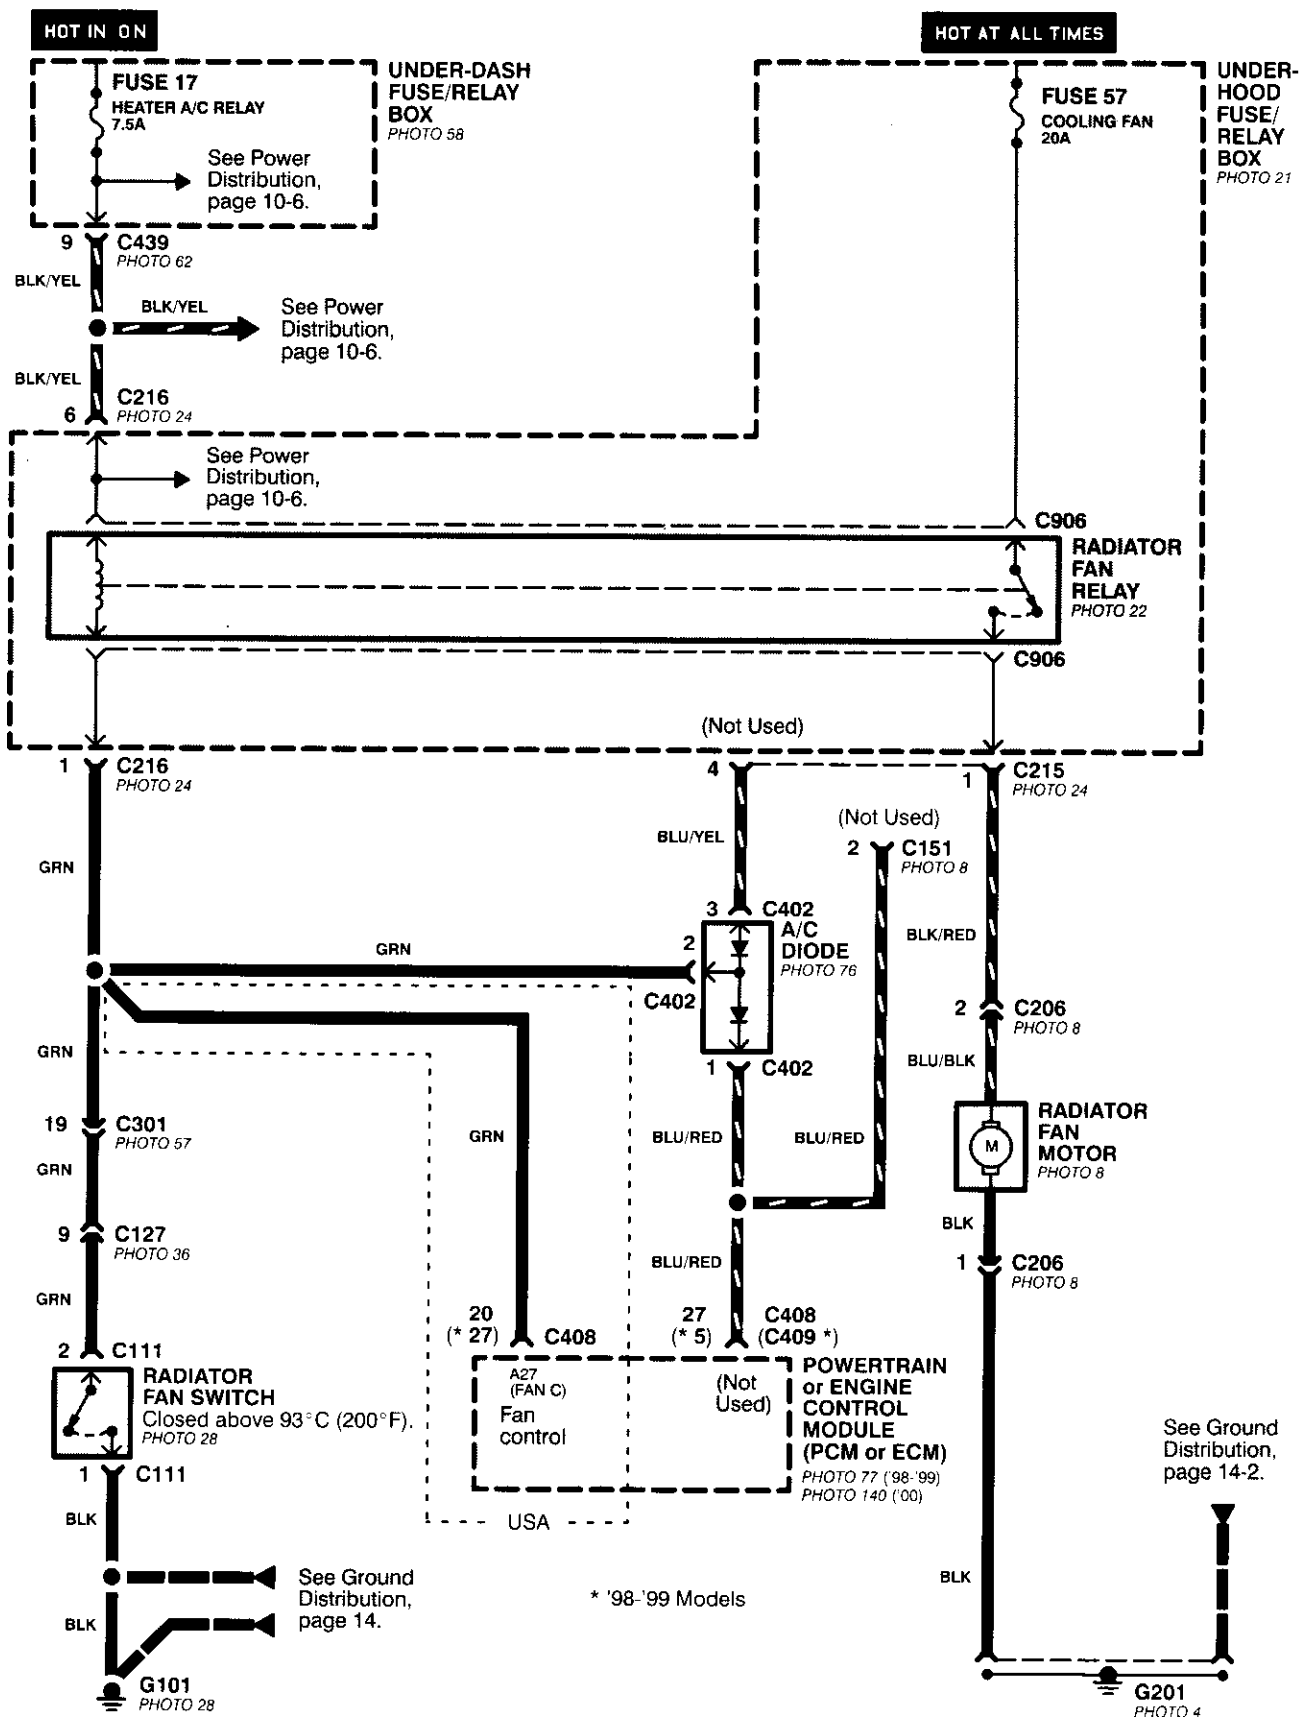 HOT IN ON
HOT AT ALL TIMES
FUSE 17
HEATER A/C RELAY
7.5A
See Power
Distribution,
page 10-6.
UNDER-DASH
FUSE/RELAY
BOX
PHOTO 58
FUSE 57
COOLING FAN
20A
UNDER-
HOOD
FUSE/
RELAY
BOX
PHOTO 21
9
C439
PHOTO 62
BLK/YEL
BLK/YEL
See Power
Distribution,
page 10-6.
BLK/YEL
6
C216
PHOTO 24
See Power
Distribution,
page 10-6.
C906
RADIATOR
FAN
RELAY
PHOTO 22
C906
(Not Used)
1
C216
PHOTO 24
4
1
C215
PHOTO 24
(Not Used)
2
C151
PHOTO 8
BLU/YEL
GRN
3
C402
A/C
DIODE
PHOTO 76
2
C402
GRN
BLK/RED
2
C206
PHOTO 8
BLU/BLK
GRN
1
C402
19
C301
PHOTO 57
GRN
GRN
BLU/RED
BLU/RED
RADIATOR
FAN
MOTOR
PHOTO 8
M
BLK
9
C127
PHOTO 36
BLU/RED
1
C206
PHOTO 8
GRN
20
(* 27)
C408
27
(* 5)
C408
(C409 *)
2
C111
RADIATOR
FAN SWITCH
Closed above 93°C (200°F).
PHOTO 28
A27
(FAN C)
Fan
control
(Not
Used)
POWERTRAIN
or ENGINE
CONTROL
MODULE
(PCM or ECM)
PHOTO 77 ('98-'99)
PHOTO 140 ('00)
See Ground
Distribution,
page 14-2.
1
C111
BLK
USA
See Ground
Distribution,
page 14.
* '98-'99 Models
BLK
BLK
G101
PHOTO 28
G201
PHOTO 4